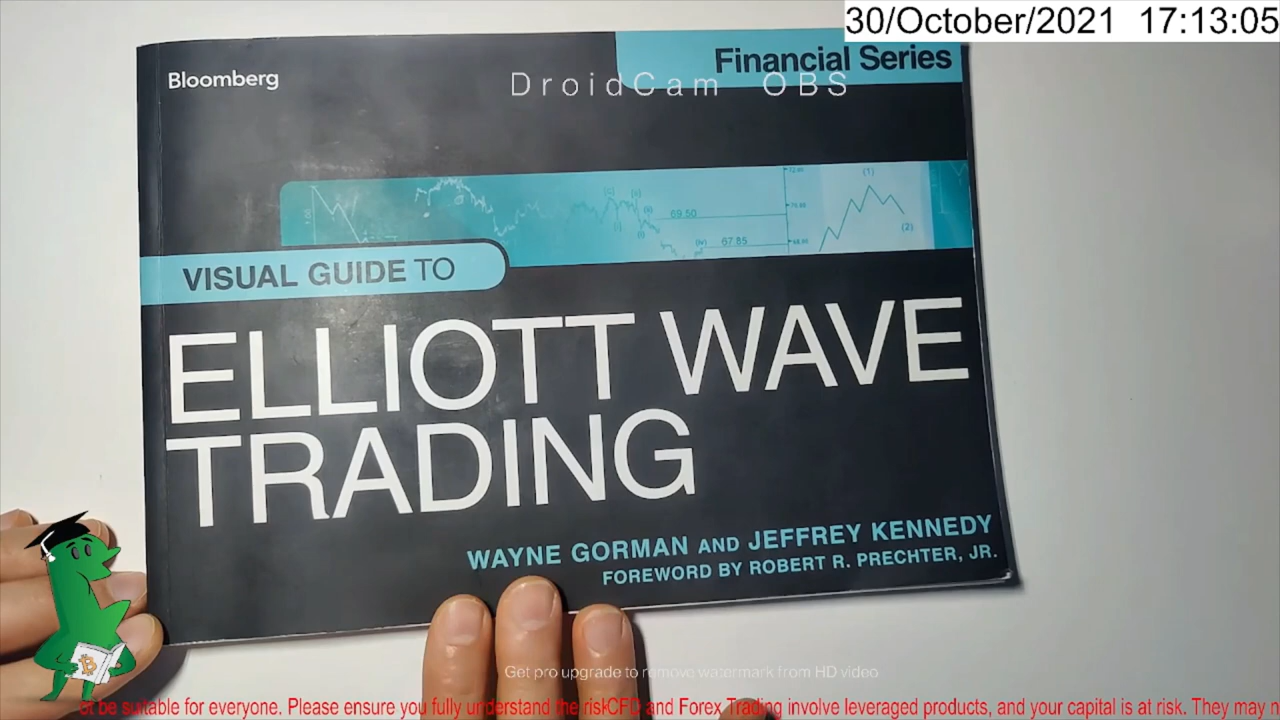 30/October/2021 17:13:05
Financial Series
Bloomberg
DroidCam OBS
(1)
69.50
(2)
67.85
VISUAL GUIDE TO
ELLIOTT WAVE
TRADING
WAYNE GORMAN AND JEFFREY KENNEDY
FOREWORD BY ROBERT R. PRECHTER, JR.
Get pro upgrade to remove watermark from HD video
ot be suitable for everyone. Please ensure you fully understand the riskCFD and Forex Trading involve leveraged products, and your capital is at risk. They may n